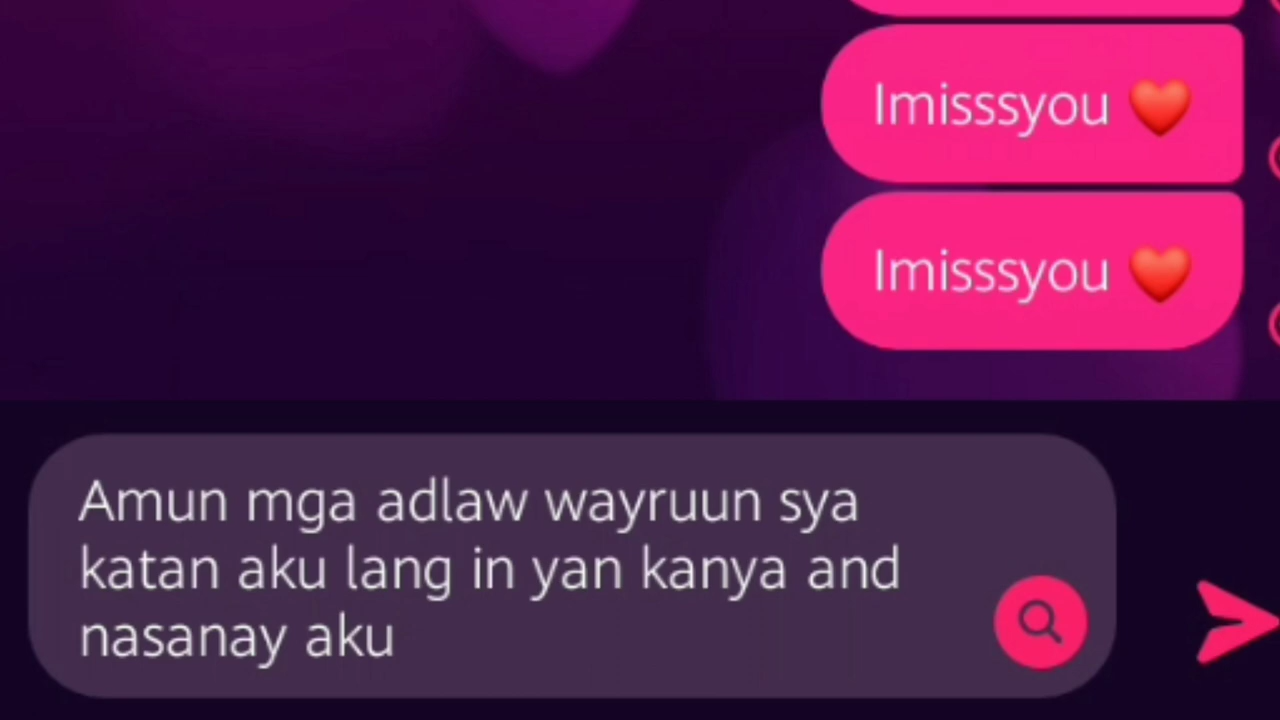 Imisssyou ❤️
Imisssyou ❤️
Amun mga adlaw wayruun sya
katan aku lang in yan kanya and
nasanay aku